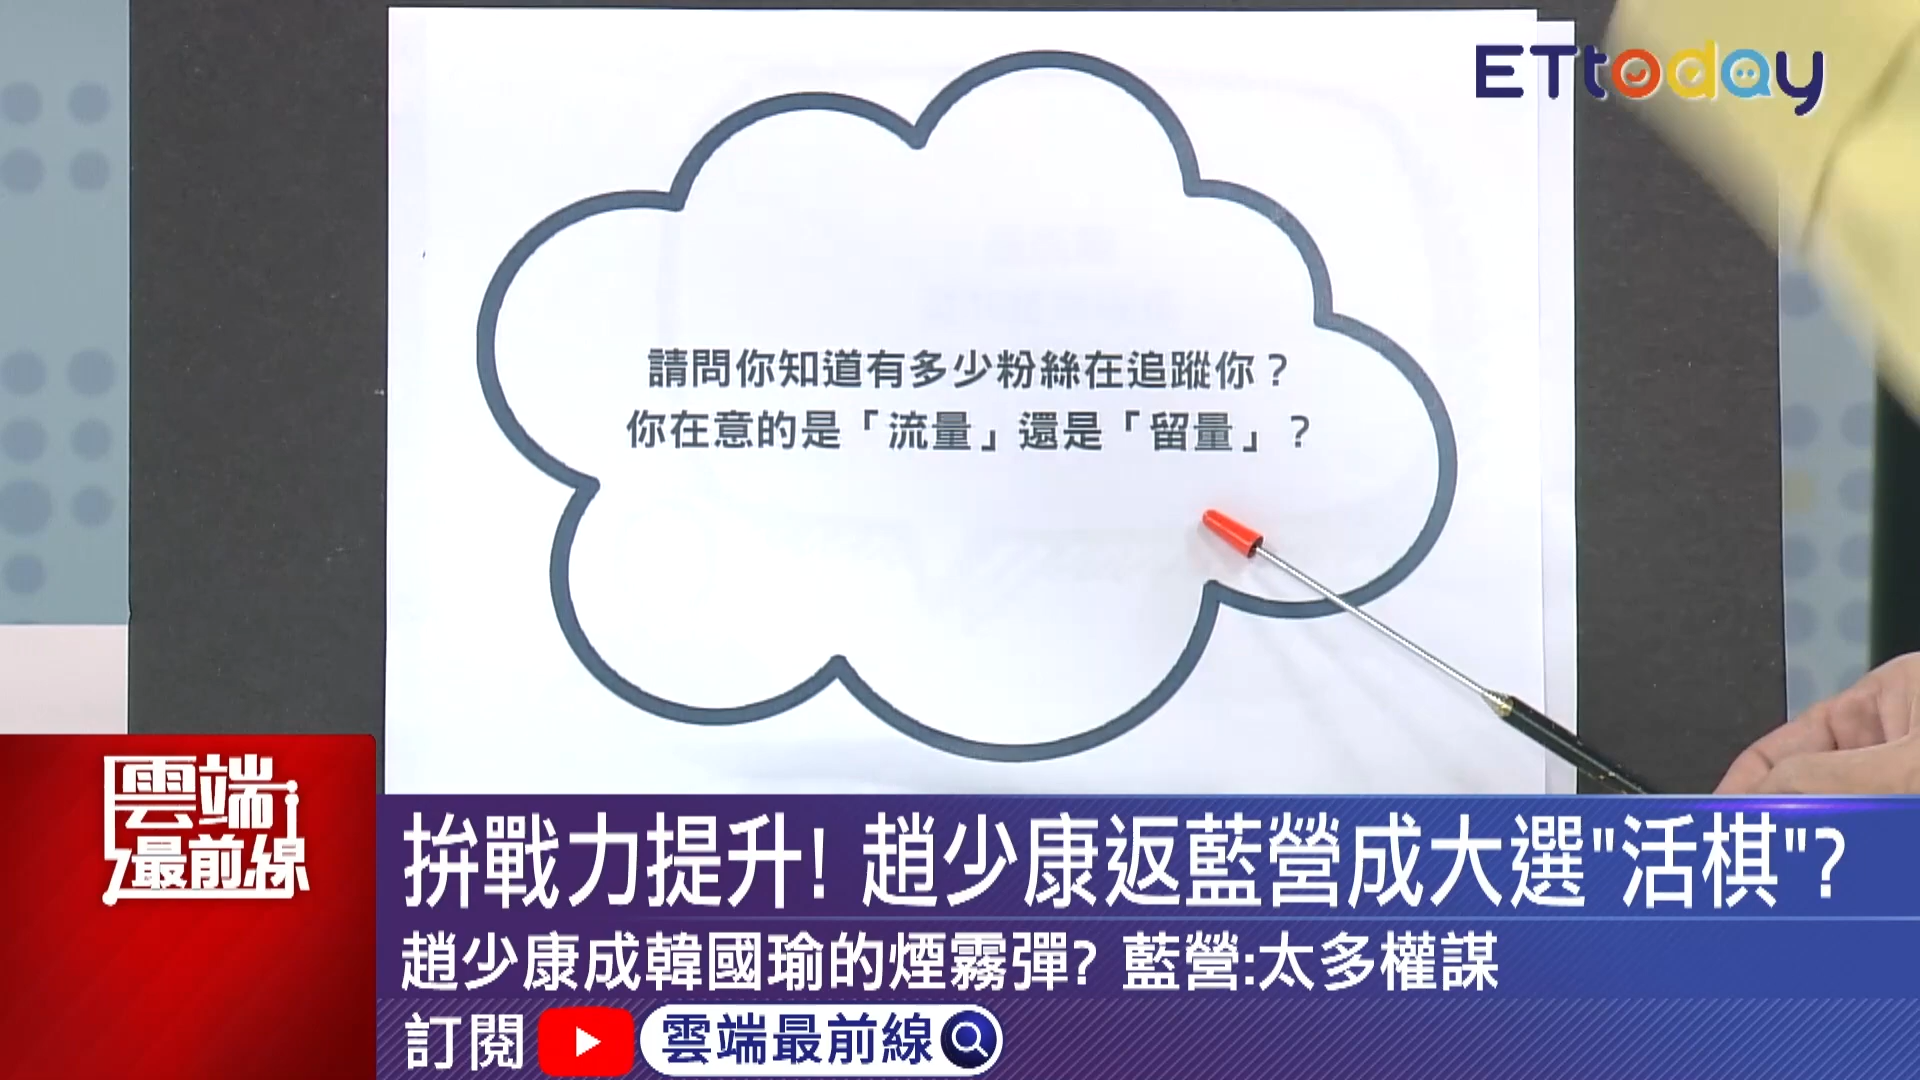 ETtoday
請問你知道有多少粉絲在追蹤你？
你在意的是「流量」還是「留量」？
雲端
最前線
拚戰力提升! 趙少康返藍營成大選"活棋"?
趙少康成韓國瑜的煙霧彈? 藍營:太多權謀
訂閱 雲端最前線